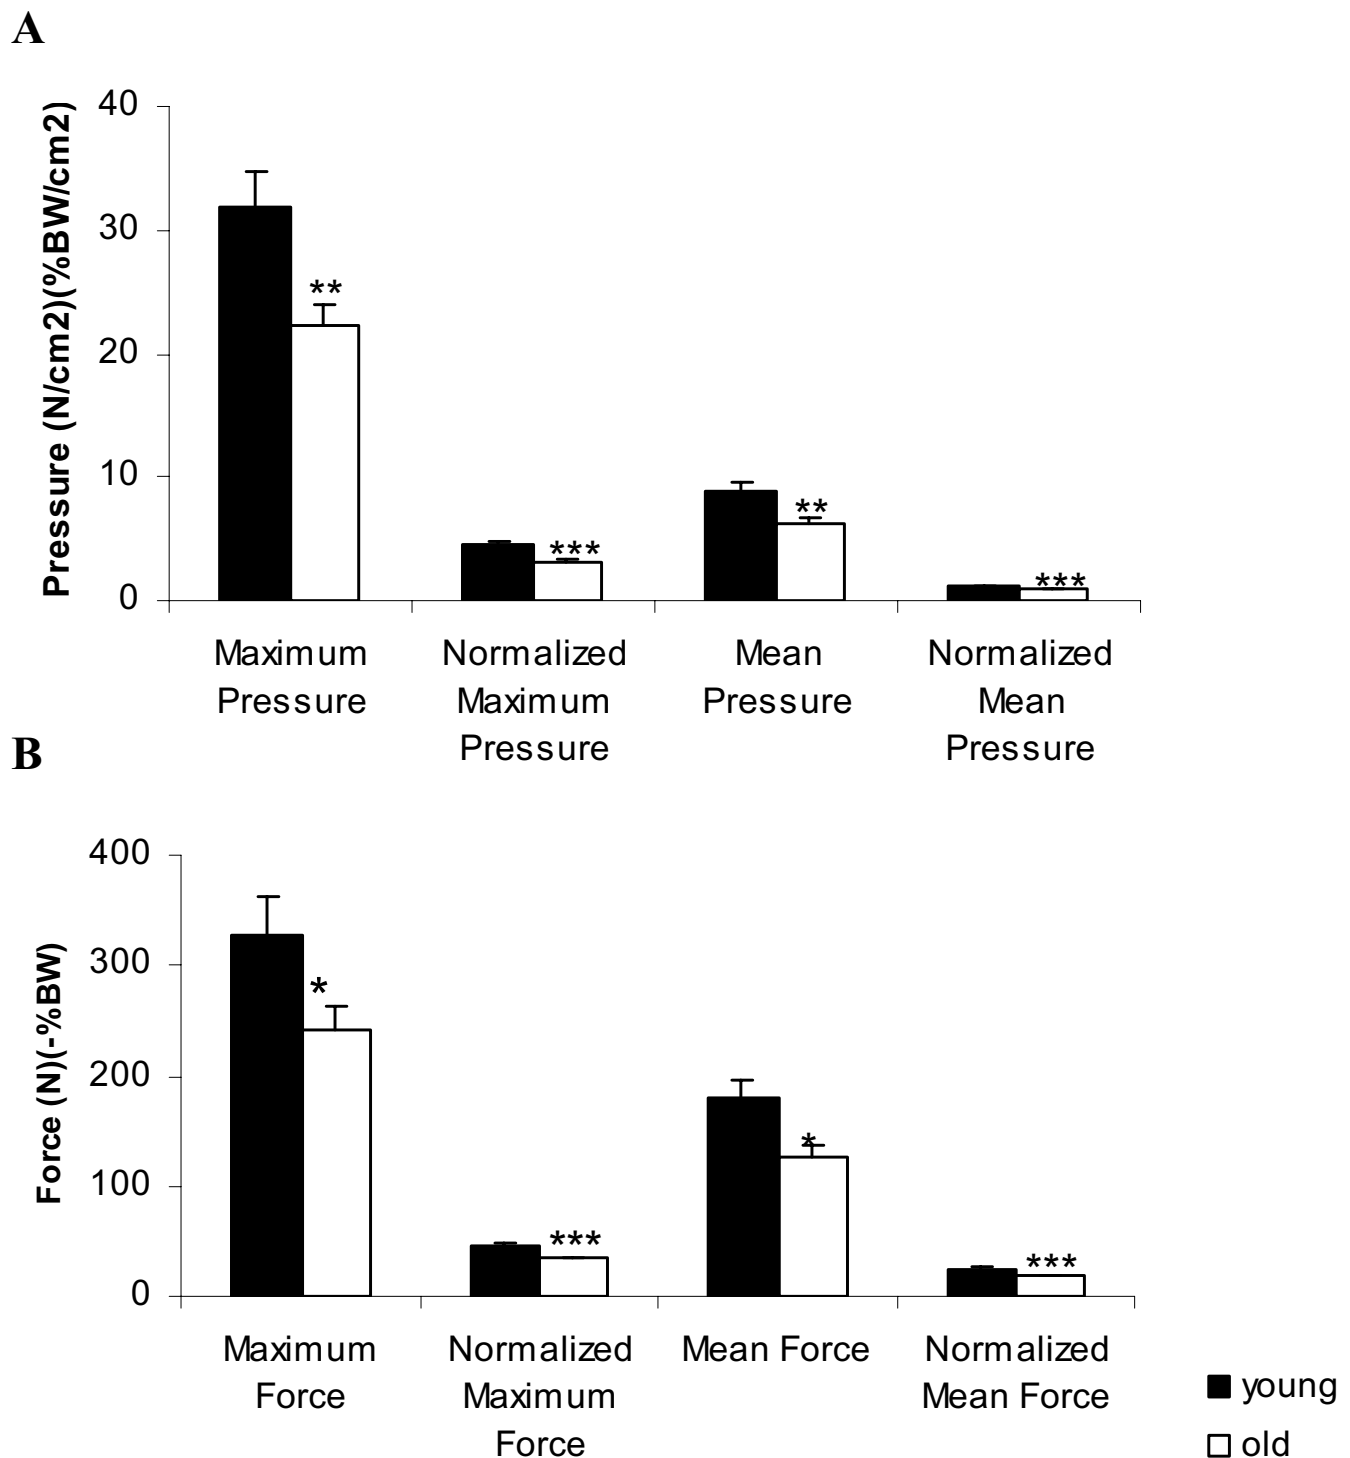 A
Pressure (N/cm2)(%BW/cm2)
40
30
20
10
0
**
***
**
***
Maximum Pressure
Normalized Maximum Pressure
Mean Pressure
Normalized Mean Pressure
B
Force (N)(-%BW)
400
300
200
100
0
*
***
*
***
Maximum Force
Normalized Maximum Force
Mean Force
Normalized Mean Force
young
old